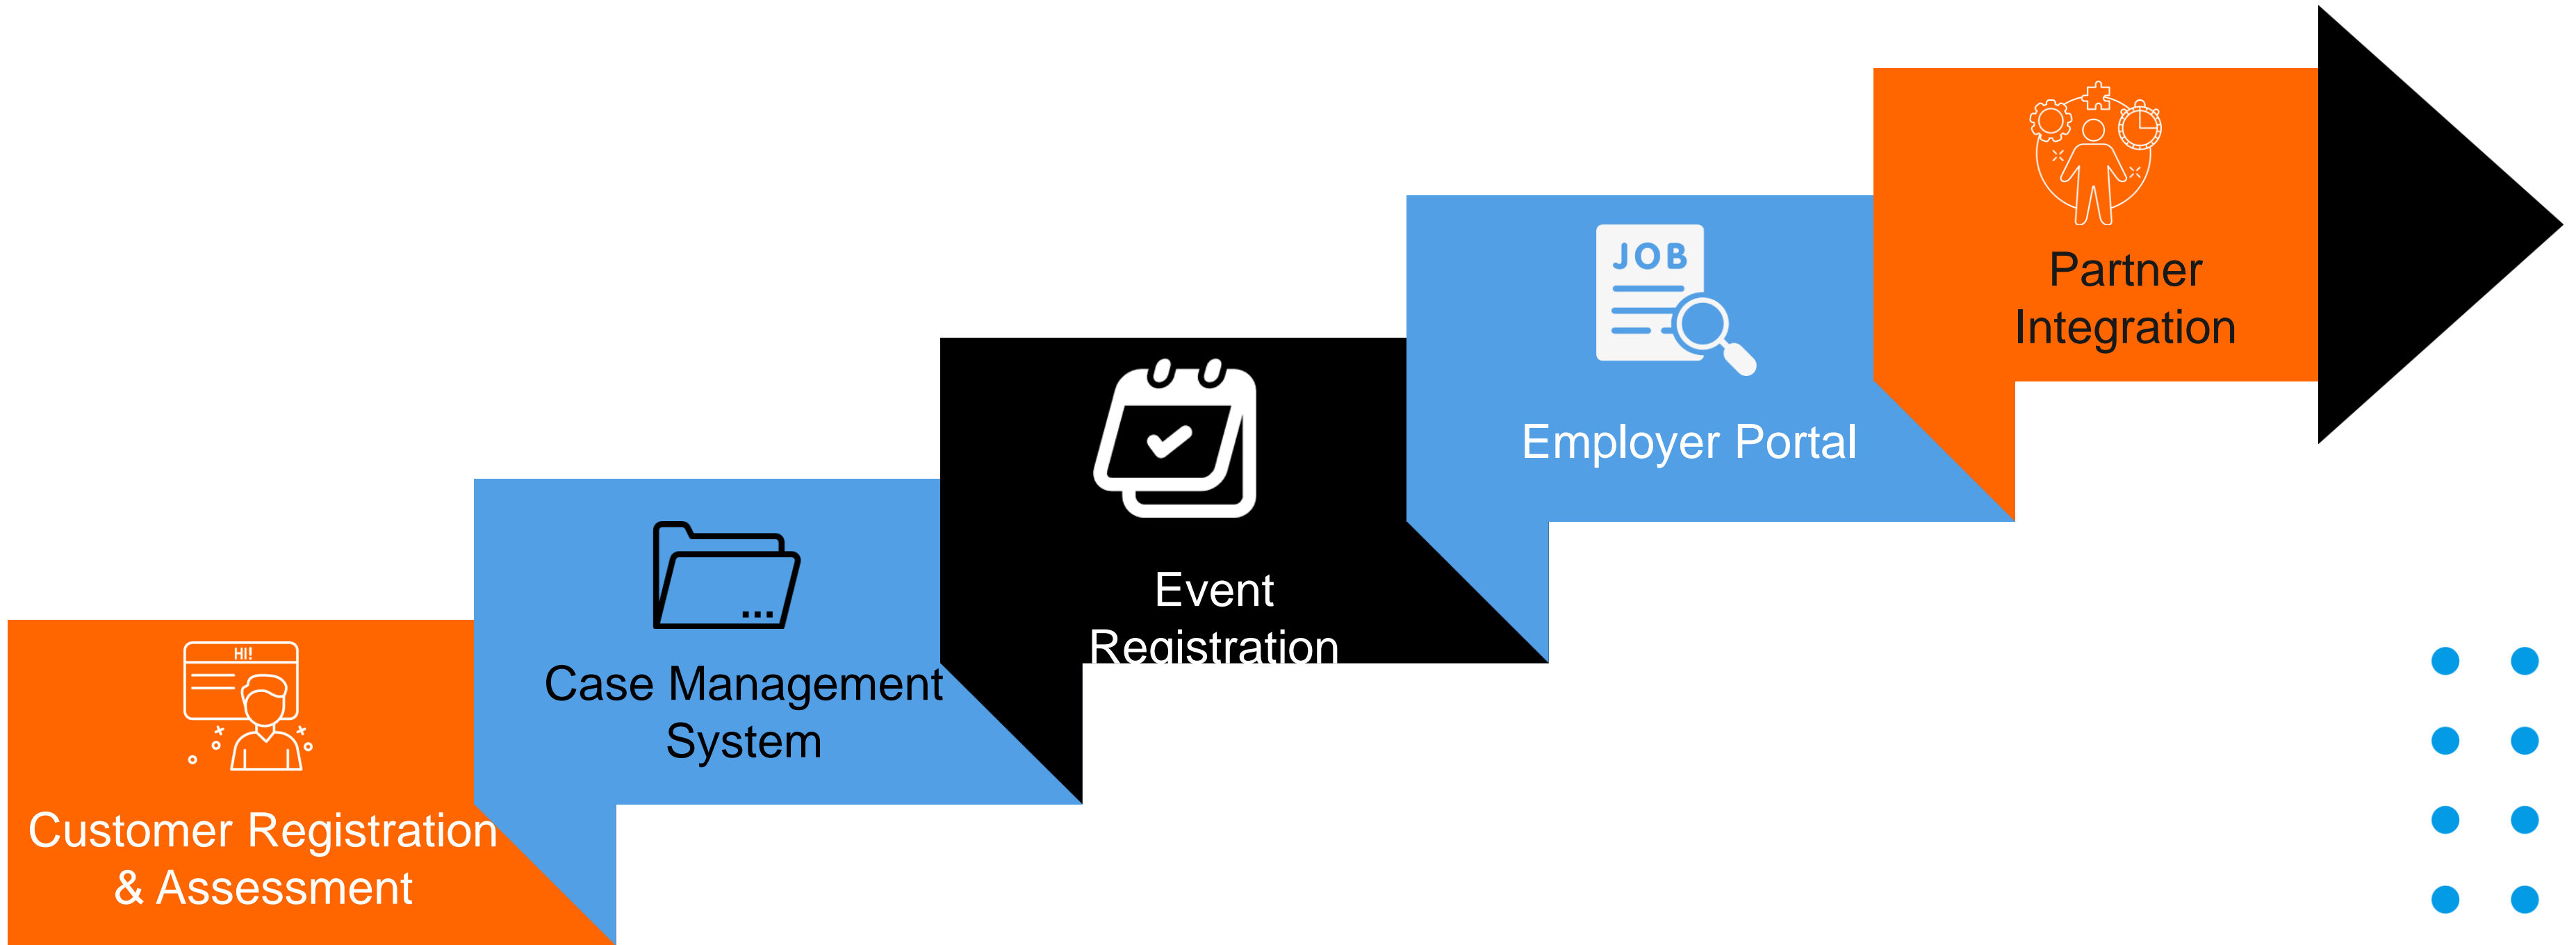 HI!
Customer Registration
& Assessment
Case Management
System
Event
Registration
JOB
Employer Portal
Partner
Integration